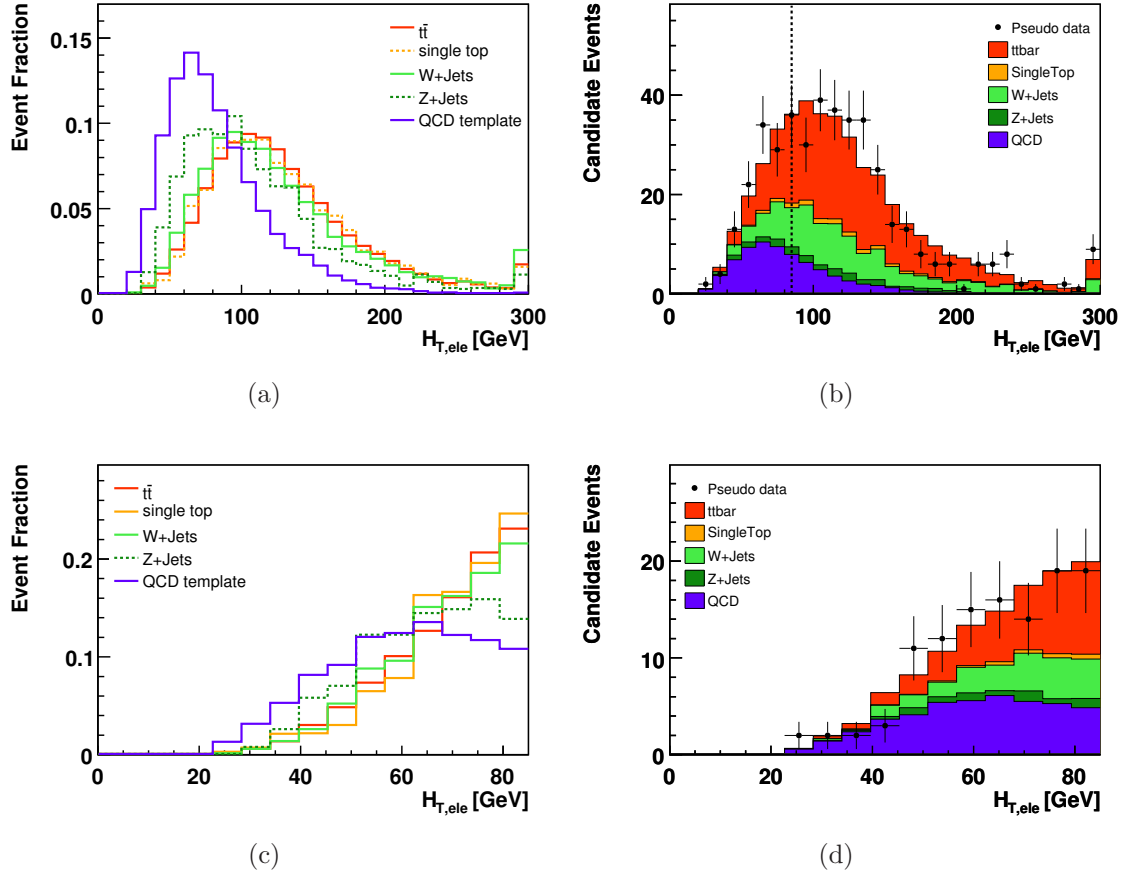 Event Fraction
0.15
0.1
0.05
0
tt̄
single top
W+Jets
Z+Jets
QCD template
0 100 200 300
H_T,ele [GeV]
(a)
Candidate Events
40
20
0
Pseudo data
ttbar
SingleTop
W+Jets
Z+Jets
QCD
0 100 200 300
H_T,ele [GeV]
(b)
Event Fraction
0.2
0.1
0
tt̄
single top
W+Jets
Z+Jets
QCD template
0 20 40 60 80
H_T,ele [GeV]
(c)
Candidate Events
20
10
0
Pseudo data
ttbar
SingleTop
W+Jets
Z+Jets
QCD
0 20 40 60 80
H_T,ele [GeV]
(d)